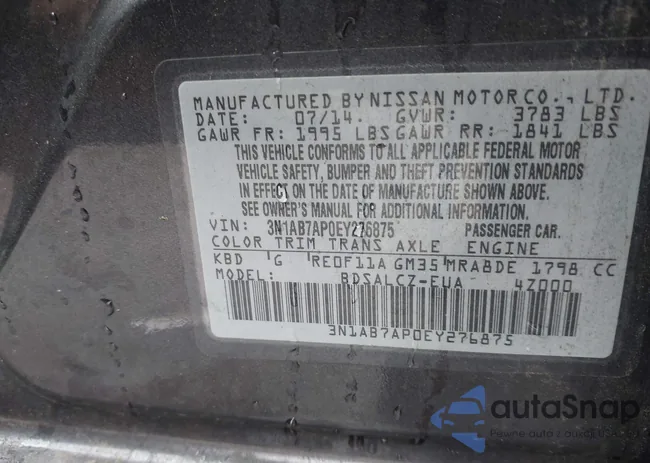 MANUFACTURED BY NISSAN MOTOR CO., LTD.
DATE: 07/14. GVWR: 3783 LBS
GAWR FR: 1995 LBS GAWR RR: 1841 LBS
THIS VEHICLE CONFORMS TO ALL APPLICABLE FEDERAL MOTOR
VEHICLE SAFETY, BUMPER AND THEFT PREVENTION STANDARDS
IN EFFECT ON THE DATE OF MANUFACTURE SHOWN ABOVE.
SEE OWNER'S MANUAL FOR ADDITIONAL INFORMATION.
VIN: 3N1AB7AP0EY276875 PASSENGER CAR.
COLOR TRIM TRANS AXLE ENGINE
KBD G RE0F11A GM35 MRA8DE 1798 CC
MODEL: BDSALCZ-EUA 4Z000
3N1AB7AP0EY276875
autaSnap
Pewne auto